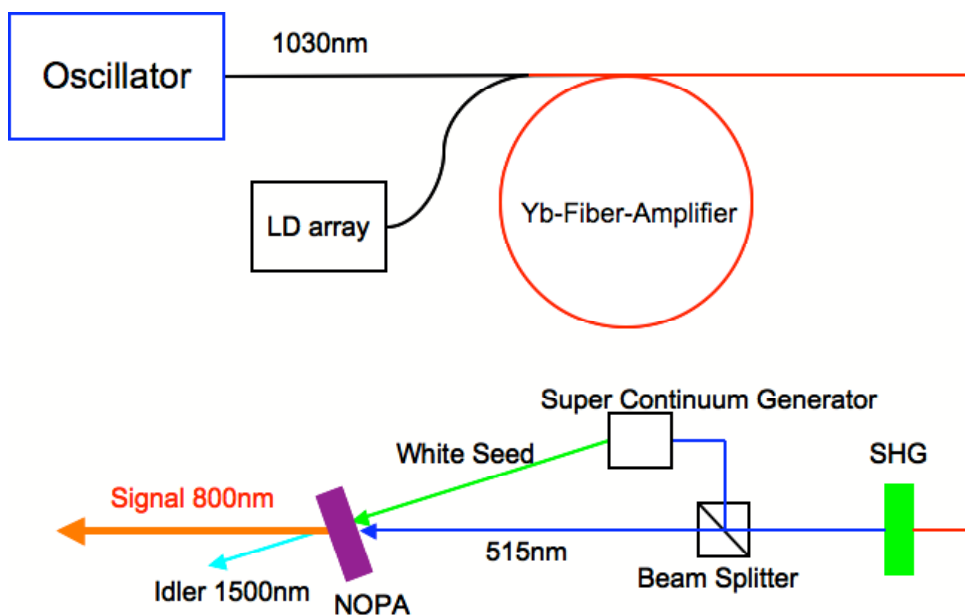 1030nm
Oscillator
LD array
Yb-Fiber-Amplifier
Super Continuum Generator
White Seed
SHG
Signal 800nm
515nm
Beam Splitter
Idler 1500nm
NOPA